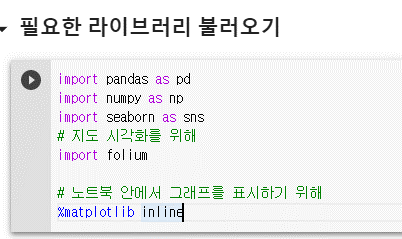 필요한 라이브러리 불러오기
import pandas as pd
import numpy as np
import seaborn as sns
# 지도 시각화를 위해
import folium
# 노트북 안에서 그래프를 표시하기 위해
%matplotlib inline